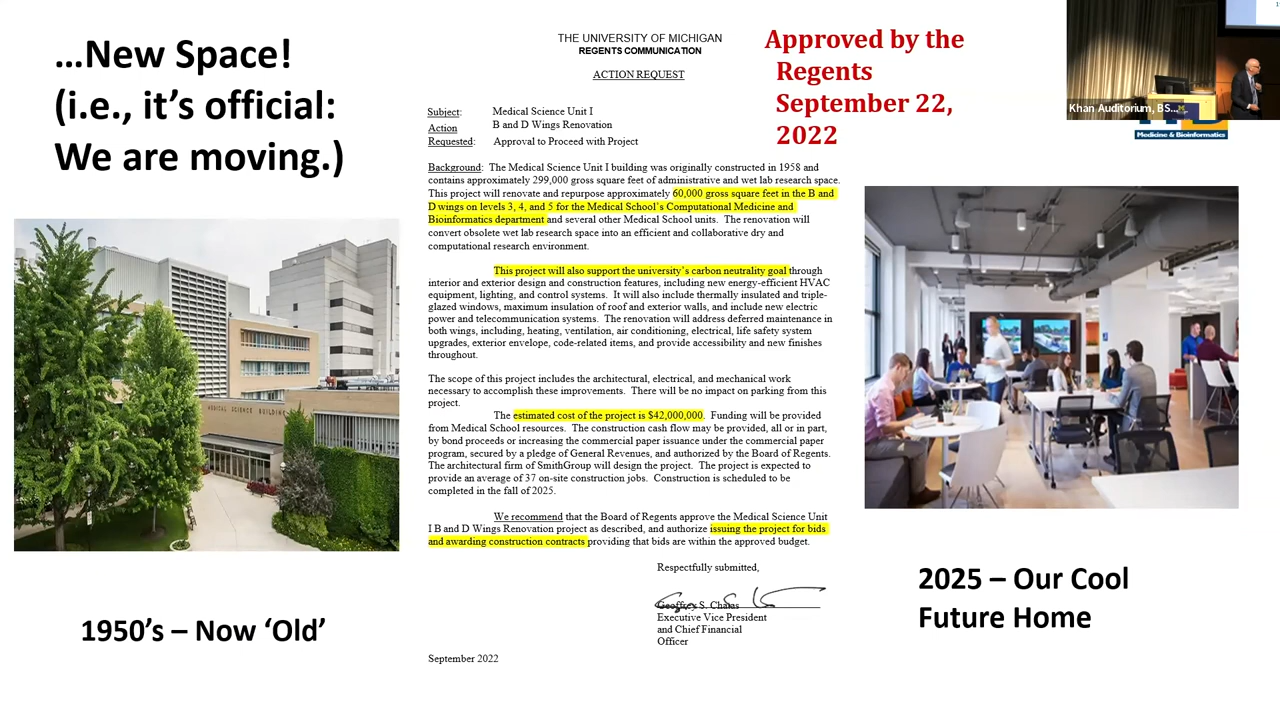 …New Space!
(i.e., it’s official:
We are moving.)
THE UNIVERSITY OF MICHIGAN
REGENTS COMMUNICATION
ACTION REQUEST
Subject: Medical Science Unit I
B and D Wings Renovation
Action
Requested: Approval to Proceed with Project
Background: The Medical Science Unit I building was originally constructed in 1958 and
contains approximately 299,000 gross square feet of administrative and wet lab research space.
This project will renovate and repurpose approximately 60,000 gross square feet in the B and
D wings on levels 3, 4, and 5 for the Medical School’s Computational Medicine and
Bioinformatics department and several other Medical School units. The renovation will
convert obsolete wet lab research space into an efficient and collaborative dry and
computational research environment.
This project will also support the university’s carbon neutrality goal through
interior and exterior design and construction features, including new energy-efficient HVAC
equipment, lighting, and control systems. It will also include thermally insulated and triple-
glazed windows, maximum insulation of roof and exterior walls, and include new electric
power and telecommunication systems. The renovation will address deferred maintenance in
both wings, including, heating, ventilation, air conditioning, electrical, life safety system
upgrades, exterior envelope, code-related items, and provide accessibility and new finishes
throughout.
The scope of this project includes the architectural, electrical, and mechanical work
necessary to accomplish these improvements. There will be no impact on parking from this
project.
The estimated cost of the project is $42,000,000. Funding will be provided
from Medical School resources. The construction cash flow may be provided, all or in part,
by bond proceeds or increasing the commercial paper issuance under the commercial paper
program, secured by a pledge of General Revenues, and authorized by the Board of Regents.
The architectural firm of SmithGroup will design the project. The project is expected to
provide an average of 37 on-site construction jobs. Construction is scheduled to be
completed in the fall of 2025.
We recommend that the Board of Regents approve the Medical Science Unit
I B and D Wings Renovation project as described, and authorize issuing the project for bids
and awarding construction contracts providing that bids are within the approved budget.
Respectfully submitted,
Geoffrey S. Chatas
Executive Vice President
and Chief Financial
Officer
September 2022
Approved by the
Regents
September 22,
2022
Khan Auditorium, BS...
Medicine & Bioinformatics
MEDICAL SCIENCE BUILDING
1950’s – Now ‘Old’
2025 – Our Cool
Future Home